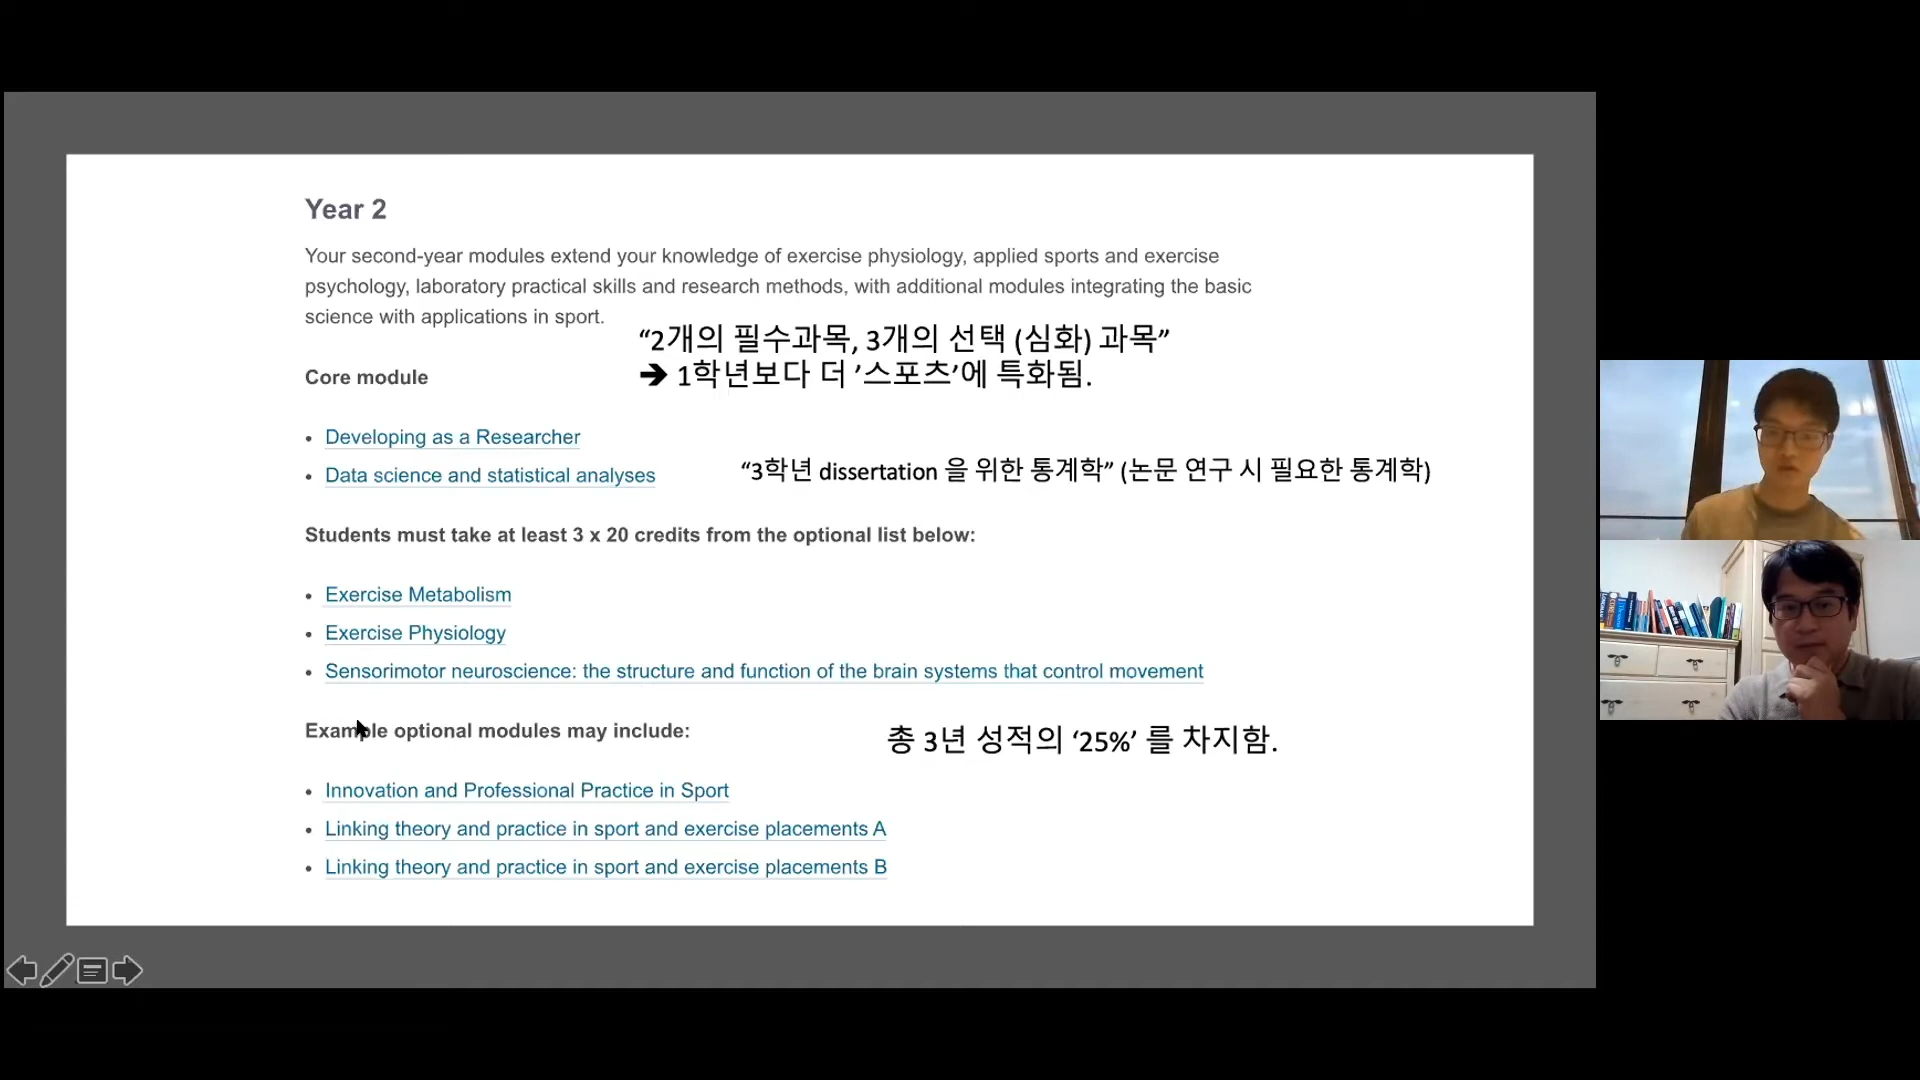 Year 2
Your second-year modules extend your knowledge of exercise physiology, applied sports and exercise
psychology, laboratory practical skills and research methods, with additional modules integrating the basic
science with applications in sport.
“2개의 필수과목, 3개의 선택 (심화) 과목”
➔ 1학년보다 더 ’스포츠’에 특화됨.
Core module
• Developing as a Researcher
• Data science and statistical analyses
“3학년 dissertation 을 위한 통계학” (논문 연구 시 필요한 통계학)
Students must take at least 3 x 20 credits from the optional list below:
• Exercise Metabolism
• Exercise Physiology
• Sensorimotor neuroscience: the structure and function of the brain systems that control movement
Example optional modules may include:
총 3년 성적의 ‘25%’ 를 차지함.
• Innovation and Professional Practice in Sport
• Linking theory and practice in sport and exercise placements A
• Linking theory and practice in sport and exercise placements B